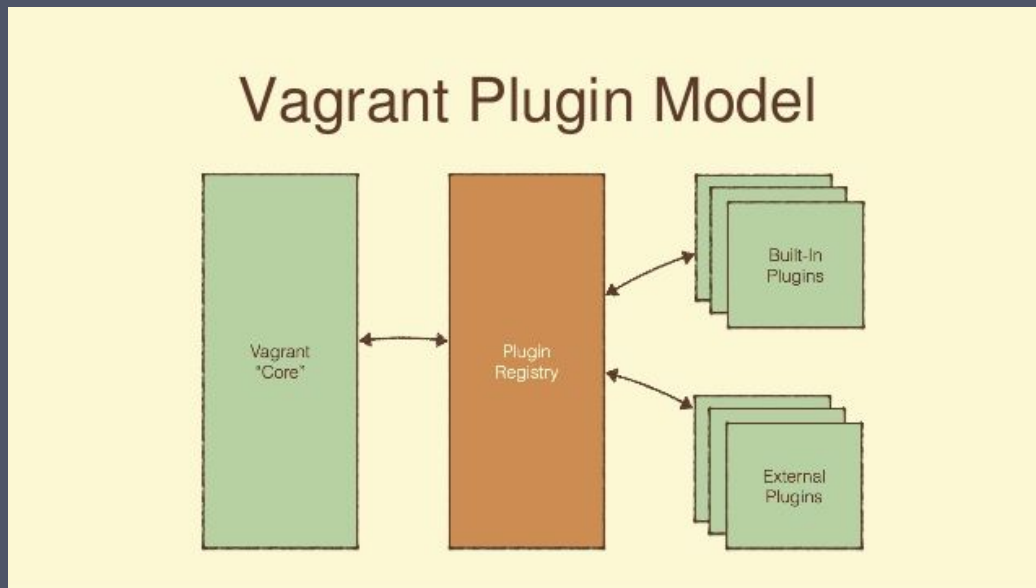 Vagrant Plugin Model
Vagrant
"Core"
Plugin
Registry
Built-In
Plugins
External
Plugins